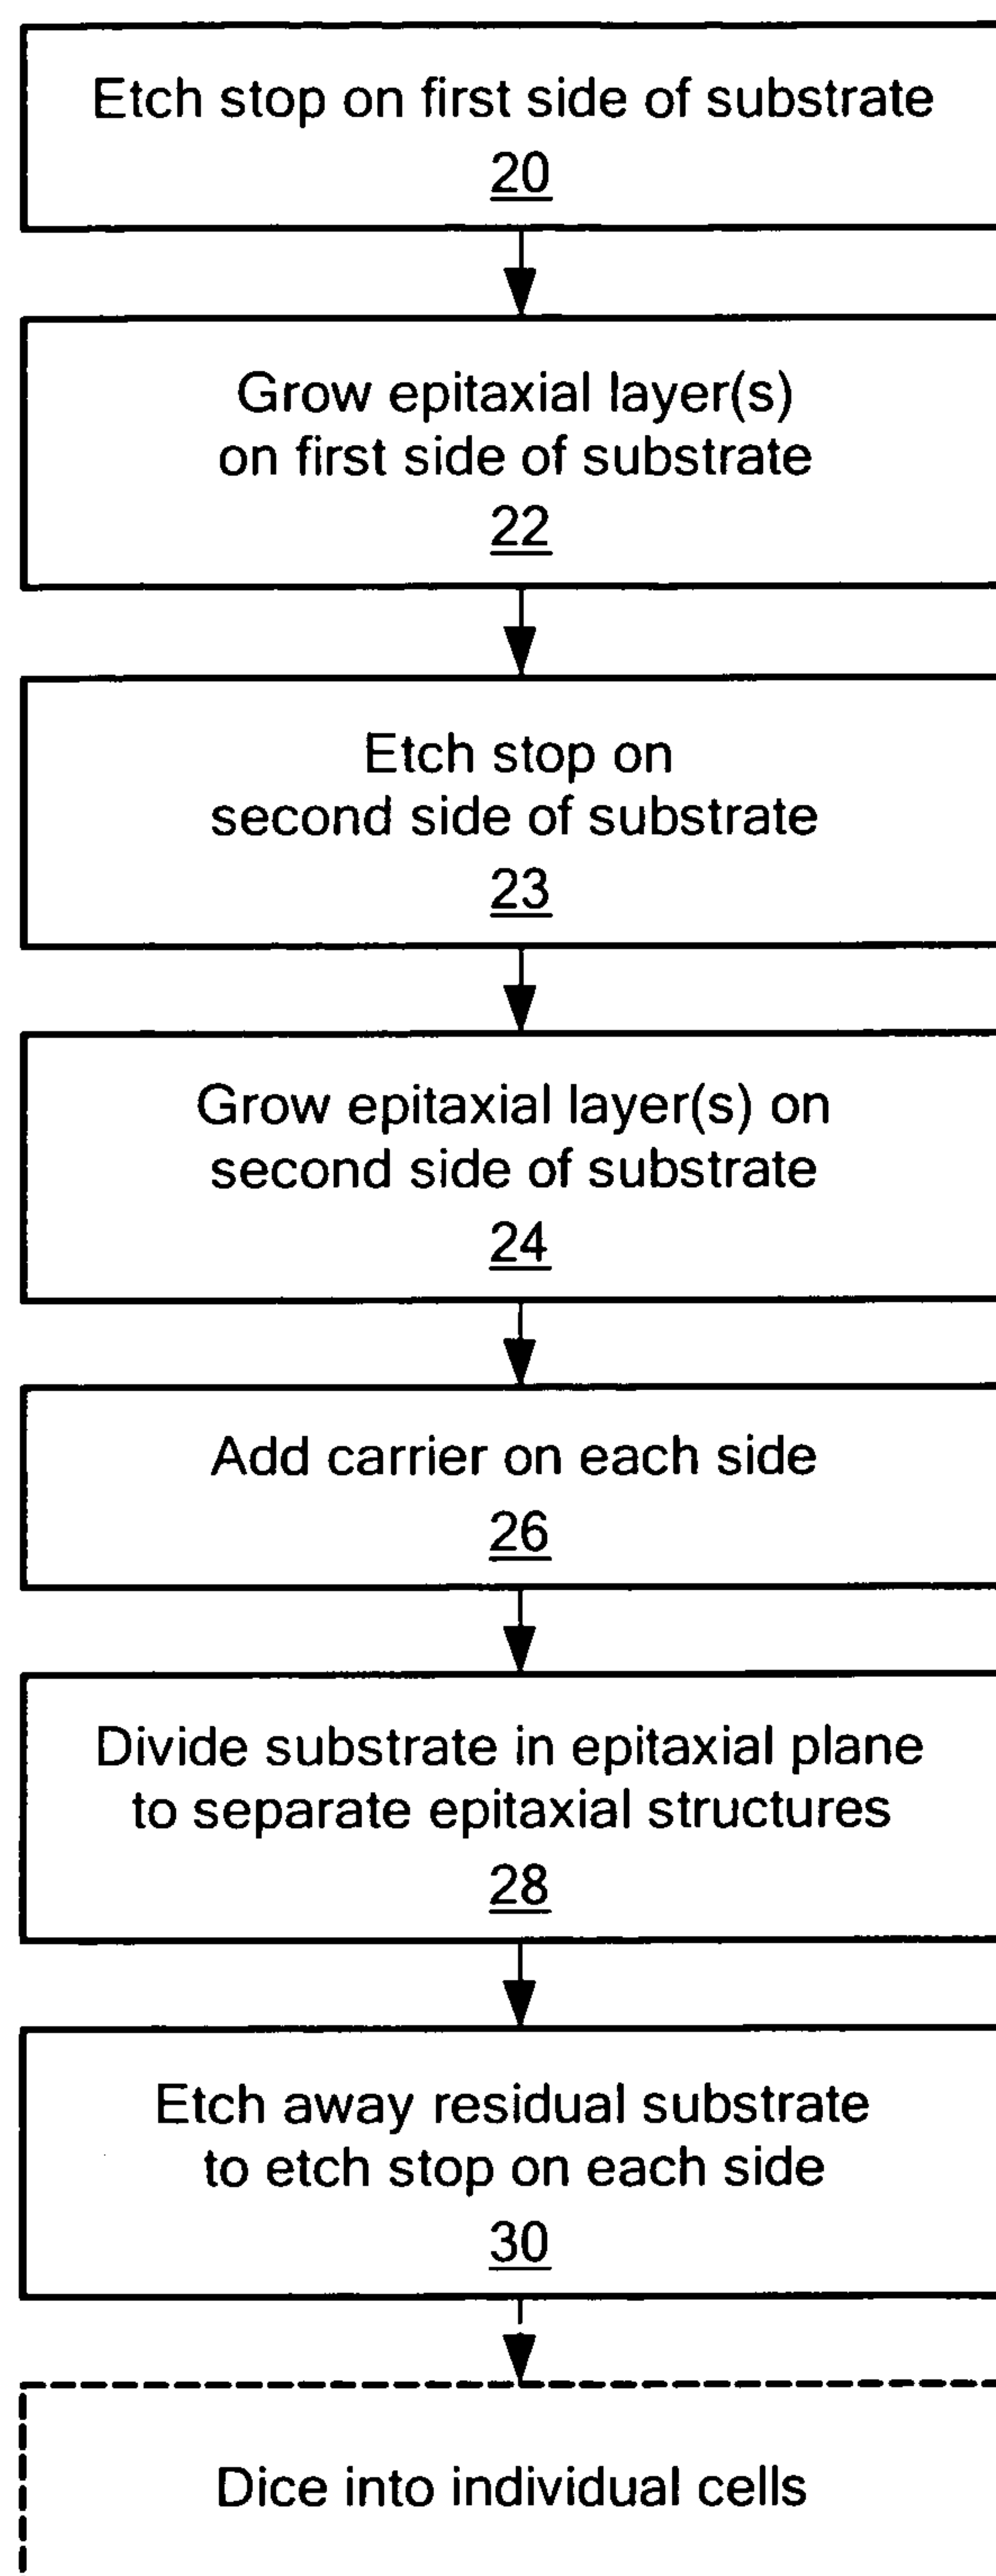 Etch stop on first side of substrate
20
Grow epitaxial layer(s)
on first side of substrate
22
Etch stop on
second side of substrate
23
Grow epitaxial layer(s) on
second side of substrate
24
Add carrier on each side
26
Divide substrate in epitaxial plane
to separate epitaxial structures
28
Etch away residual substrate
to etch stop on each side
30
Dice into individual cells